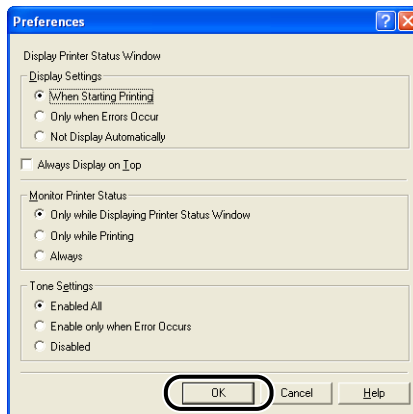 Preferences
Display Printer Status Window
Display Settings
When Starting Printing
Only when Errors Occur
Not Display Automatically
Always Display on Top
Monitor Printer Status
Only while Displaying Printer Status Window
Only while Printing
Always
Tone Settings
Enabled All
Enable only when Error Occurs
Disabled
OK Cancel Help